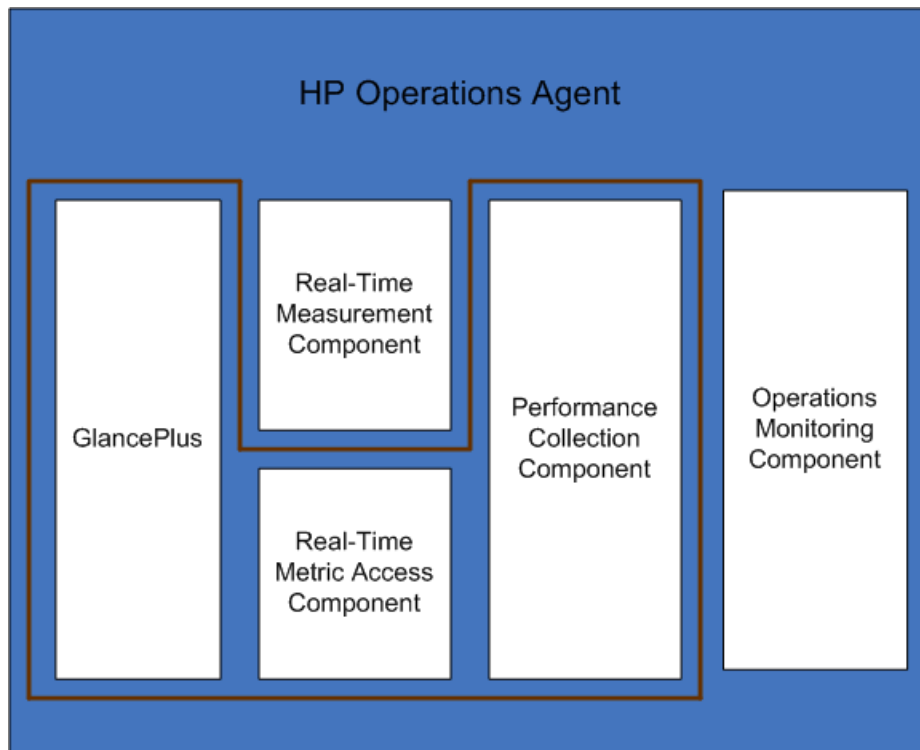 HP Operations Agent
GlancePlus
Real-Time
Measurement
Component
Real-Time
Metric Access
Component
Performance
Collection
Component
Operations
Monitoring
Component